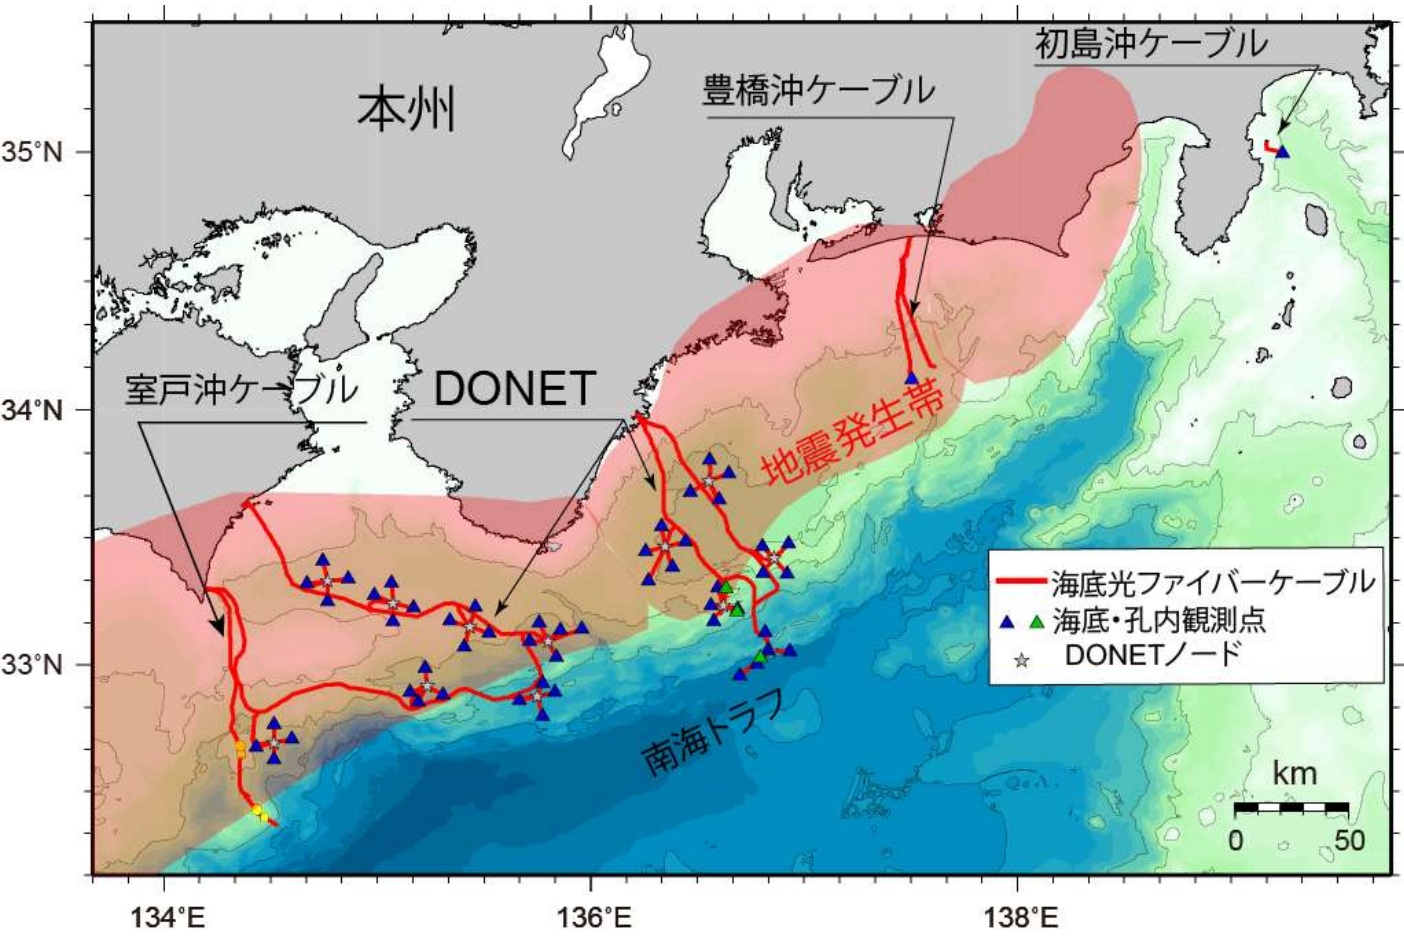 初島沖ケーブル
豊橋沖ケーブル
本州
35°N
室戸沖ケーブル
DONET
34°N
地震発生帯
海底光ファイバーケーブル
海底・孔内観測点
DONETノード
33°N
南海トラフ
km
0 50
134°E 136°E 138°E